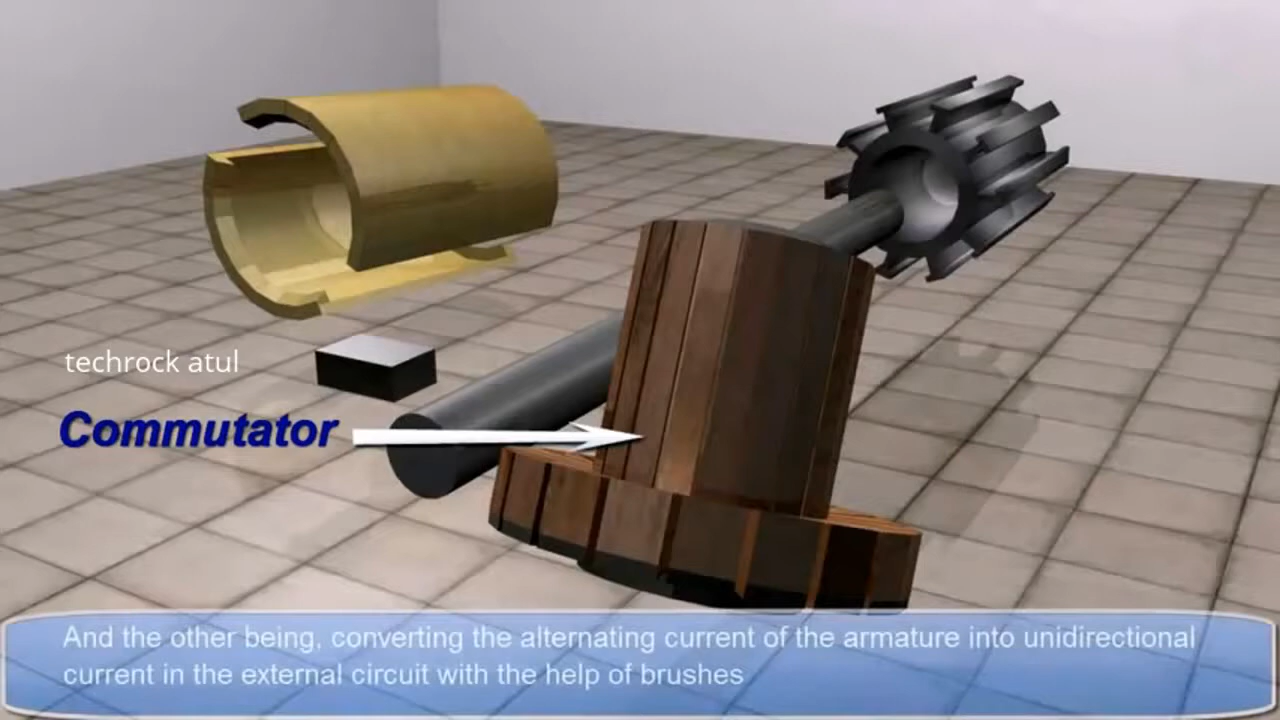 techrock atul
Commutator
And the other being, converting the alternating current of the armature into unidirectional
current in the external circuit with the help of brushes